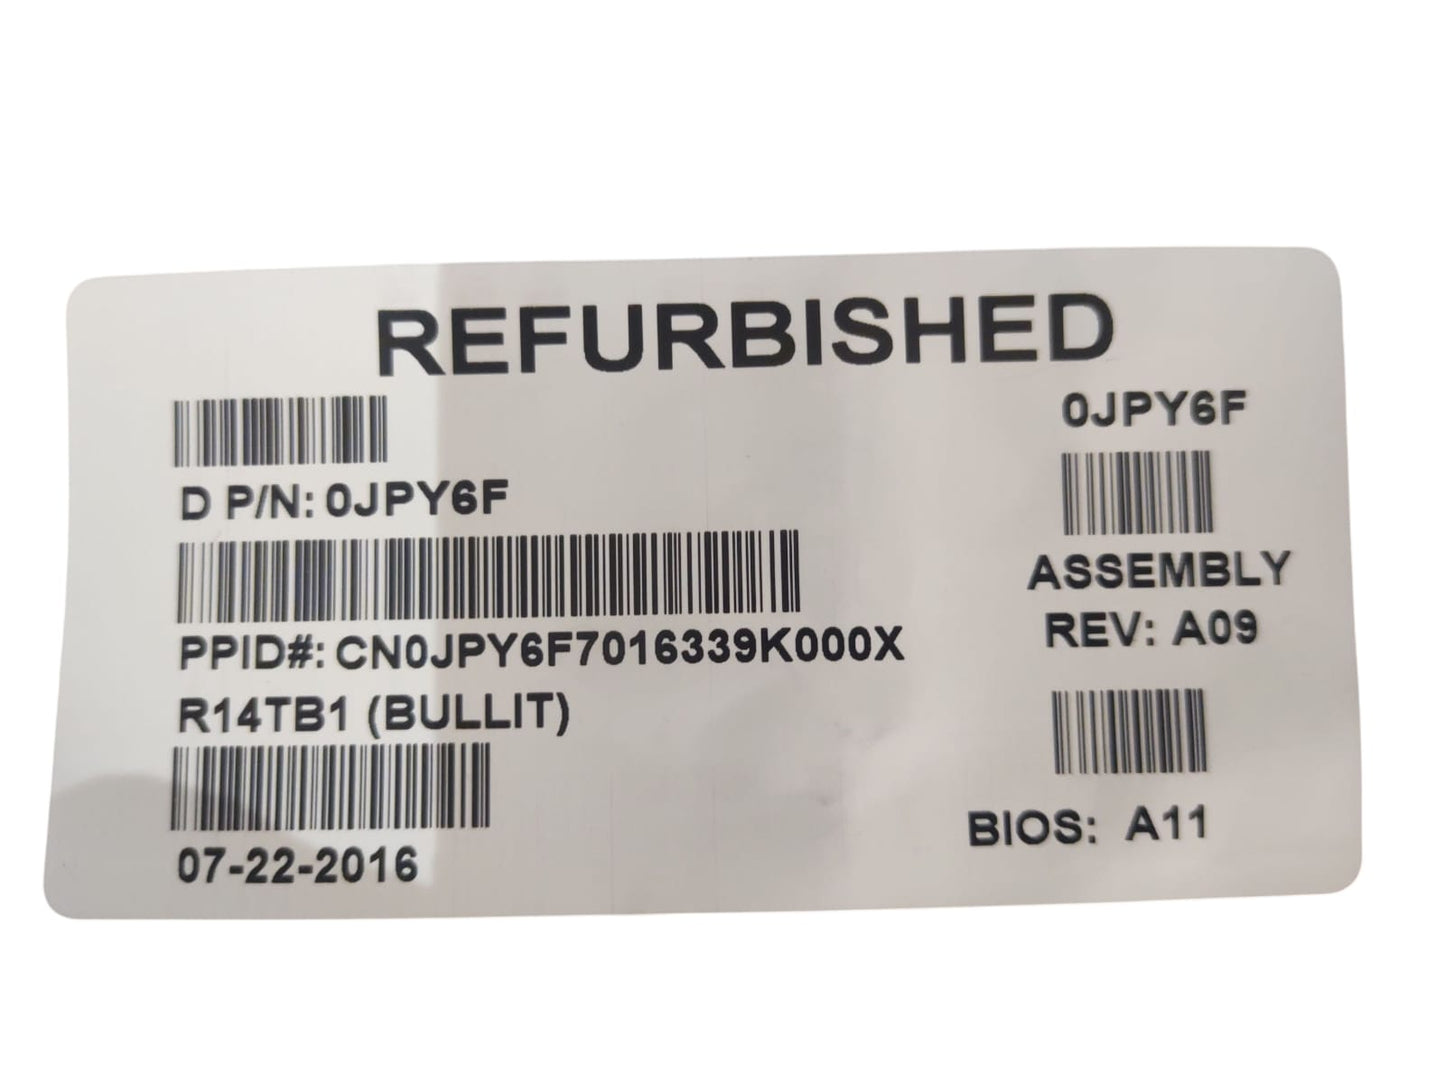 REFURBISHED
D P/N: 0JPY6F
PPID#: CN0JPY6F7016339K000X
R14TB1 (BULLIT)
07-22-2016
0JPY6F
ASSEMBLY
REV: A09
BIOS: A11